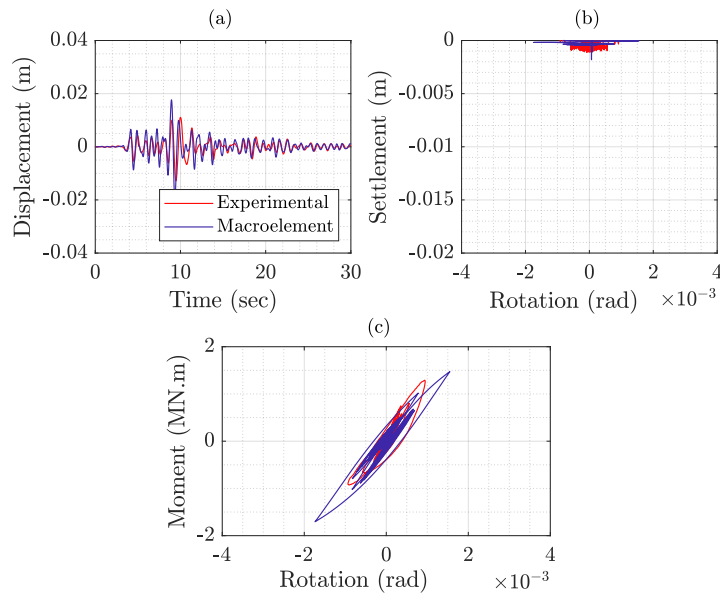 (a)
0.04
0.02
0
-0.02
-0.04
Displacement (m)
0 10 20 30
Time (sec)
Experimental
Macroelement
(b)
0
-0.005
-0.01
-0.015
-0.02
Settlement (m)
-4 -2 0 2 4
Rotation (rad) ×10⁻³
(c)
2
0
-2
Moment (MN.m)
-4 -2 0 2 4
Rotation (rad) ×10⁻³